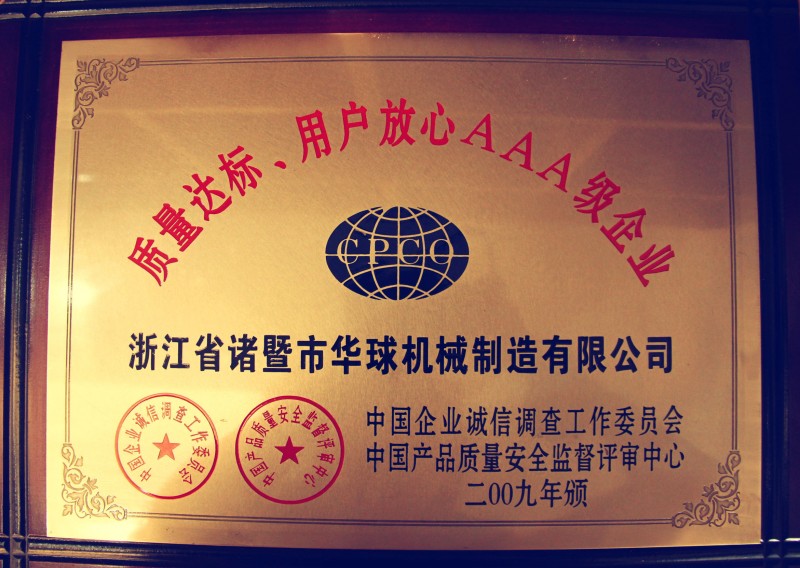 质量达标、用户放心AAA级企业
CPCC
浙江省诸暨市华球机械制造有限公司
中国企业诚信调查工作委员会
中国产品质量安全监督评审中心
中国企业诚信调查工作委员会
中国产品质量安全监督评审中心
二00九年颁